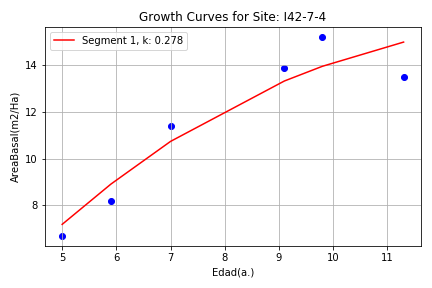 Growth Curves for Site: I42-7-4
Segment 1, k: 0.278
AreaBasal(m2/Ha)
14
12
10
8
5
6
7
8
9
10
11
Edad(a.)